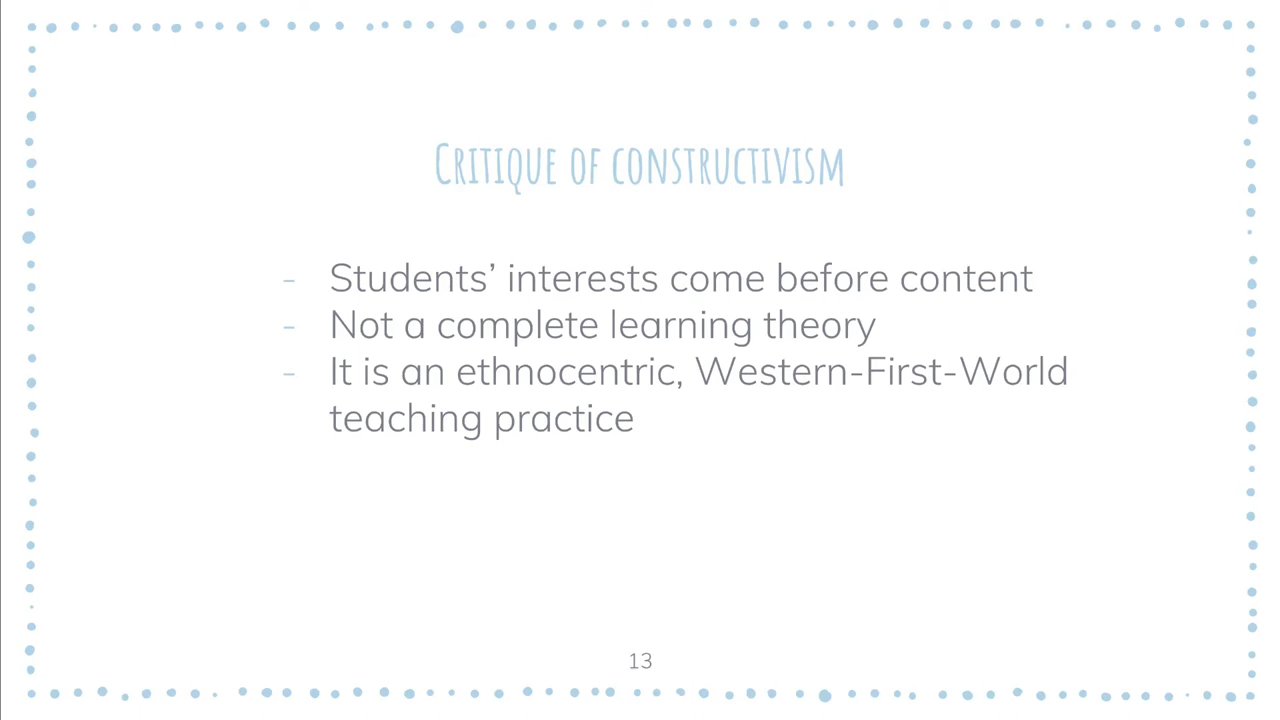 Critique of constructivism
- Students’ interests come before content
- Not a complete learning theory
- It is an ethnocentric, Western-First-World
teaching practice
13